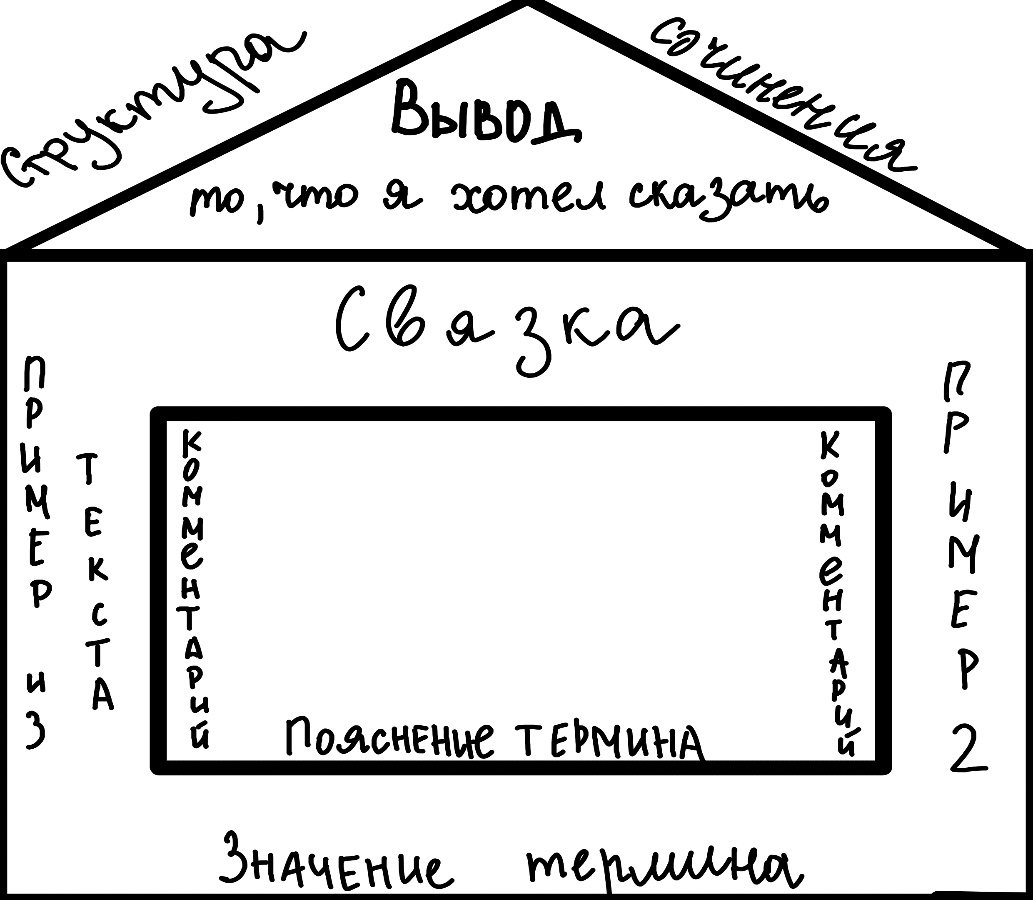 Структура
сочинения
Вывод
то, что я хотел сказать
Связка
ПРИМЕР из
ТЕКСТА
Комментарий
Комментарий
ПРИМЕР 2
Пояснение ТЕРМИНА
Значение термина